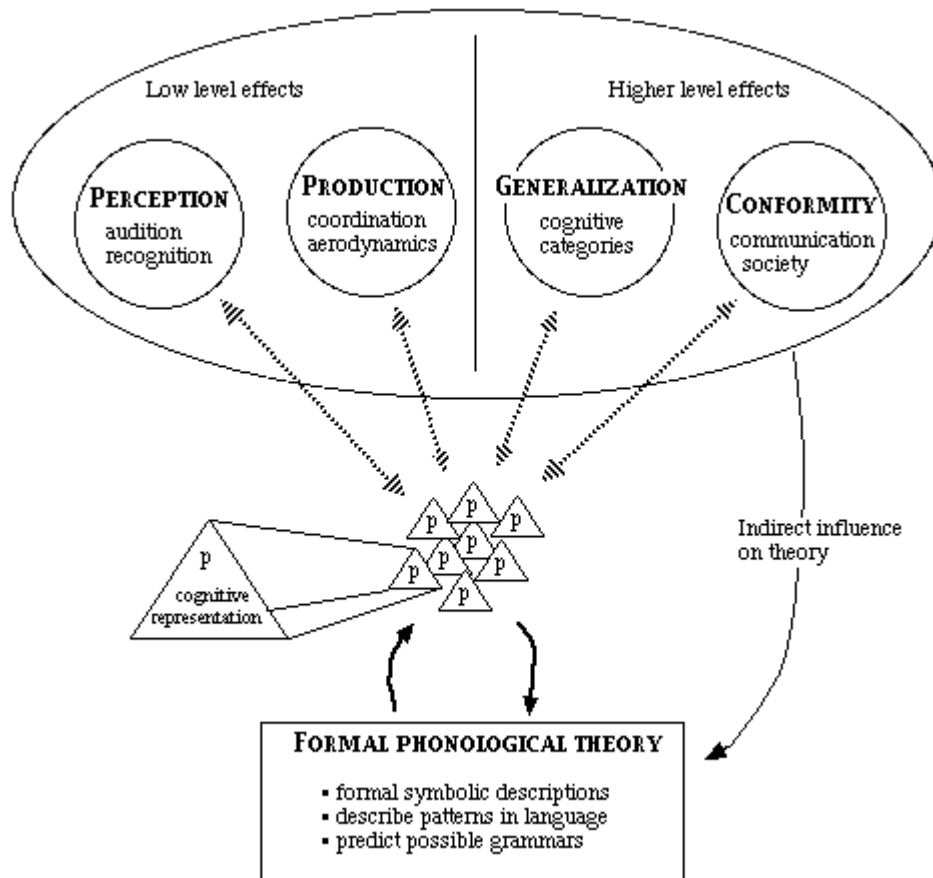 Low level effects
Higher level effects
PERCEPTION
audition
recognition
PRODUCTION
coordination
aerodynamics
GENERALIZATION
cognitive
categories
CONFORMITY
communication
society
p
p
p
p
p
p
p
p
p
cognitive
representation
Indirect influence
on theory
FORMAL PHONOLOGICAL THEORY
▪ formal symbolic descriptions
▪ describe patterns in language
▪ predict possible grammars